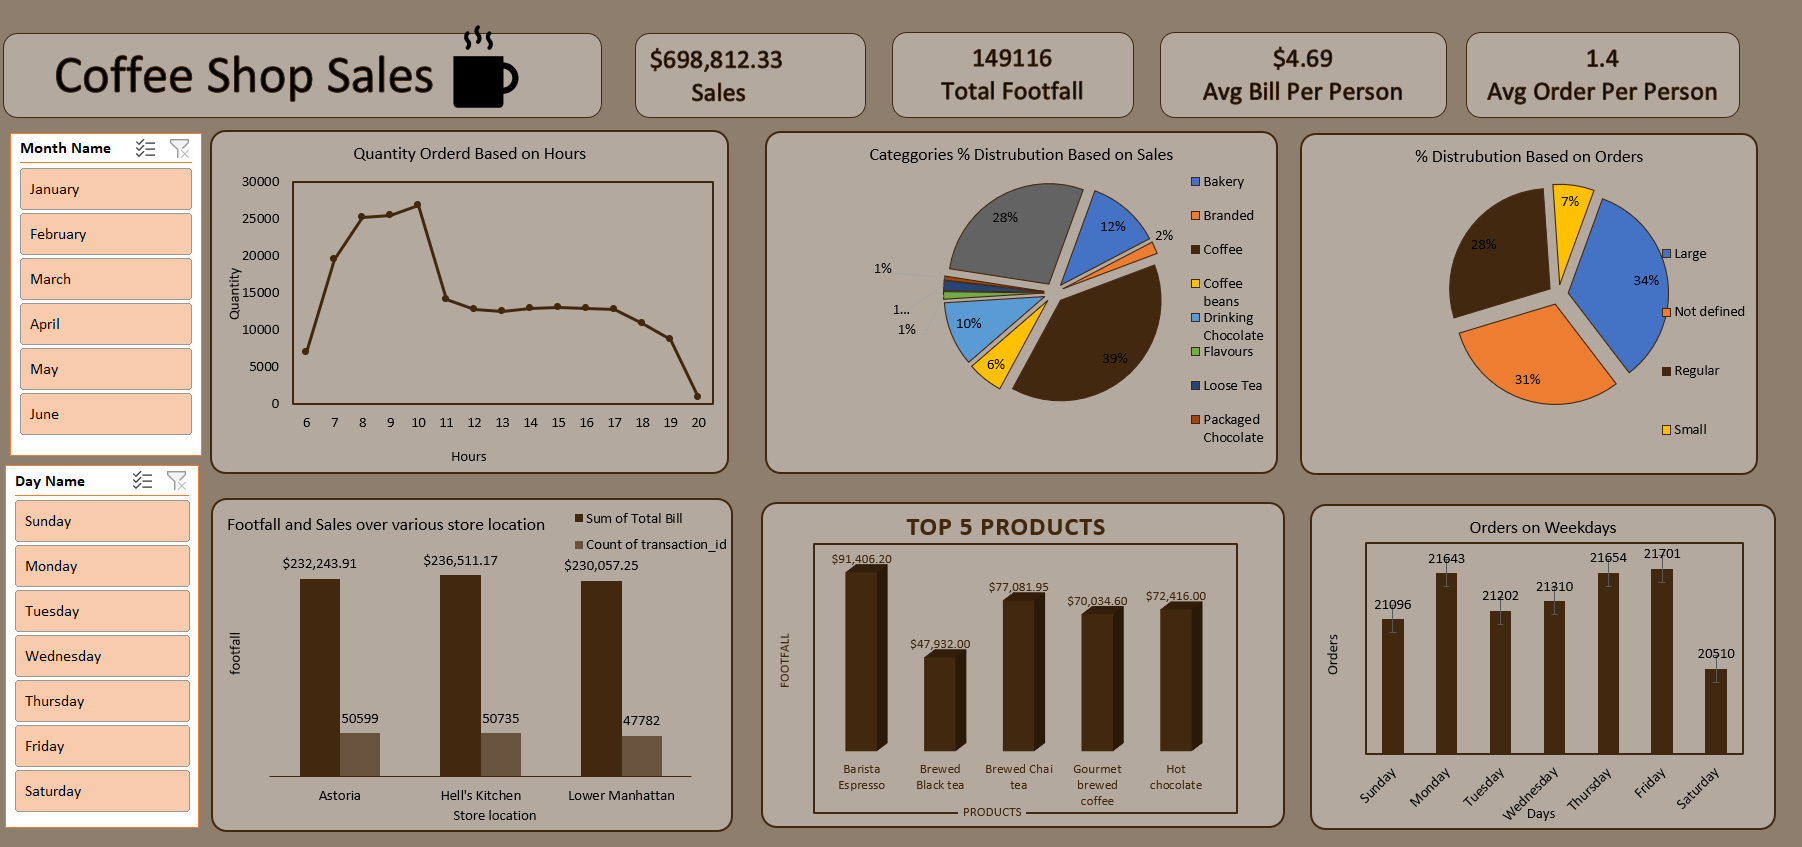 Coffee Shop Sales
$698,812.33
Sales
149116
Total Footfall
$4.69
Avg Bill Per Person
1.4
Avg Order Per Person
Month Name
January
February
March
April
May
June
Day Name
Sunday
Monday
Tuesday
Wednesday
Thursday
Friday
Saturday
Quantity Orderd Based on Hours
Quantity
30000
25000
20000
15000
10000
5000
0
6 7 8 9 10 11 12 13 14 15 16 17 18 19 20
Hours
Categgories % Distrubution Based on Sales
28%
12%
2%
1%
1...
1%
10%
6%
39%
Bakery
Branded
Coffee
Coffee
beans
Drinking
Chocolate
Flavours
Loose Tea
Packaged
Chocolate
% Distrubution Based on Orders
7%
28%
34%
31%
Large
Not defined
Regular
Small
Footfall and Sales over various store location
Sum of Total Bill
Count of transaction_id
$232,243.91
$236,511.17
$230,057.25
footfall
50599
50735
47782
Astoria
Hell's Kitchen
Lower Manhattan
Store location
TOP 5 PRODUCTS
FOOTFALL
$91,406.20
$47,932.00
$77,081.95
$70,034.60
$72,416.00
Barista
Espresso
Brewed
Black tea
Brewed Chai
tea
Gourmet
brewed
coffee
Hot
chocolate
PRODUCTS
Orders on Weekdays
Orders
21096
21643
21202
21310
21654
21701
20510
Sunday
Monday
Tuesday
Wednesday
Thursday
Friday
Saturday
Days